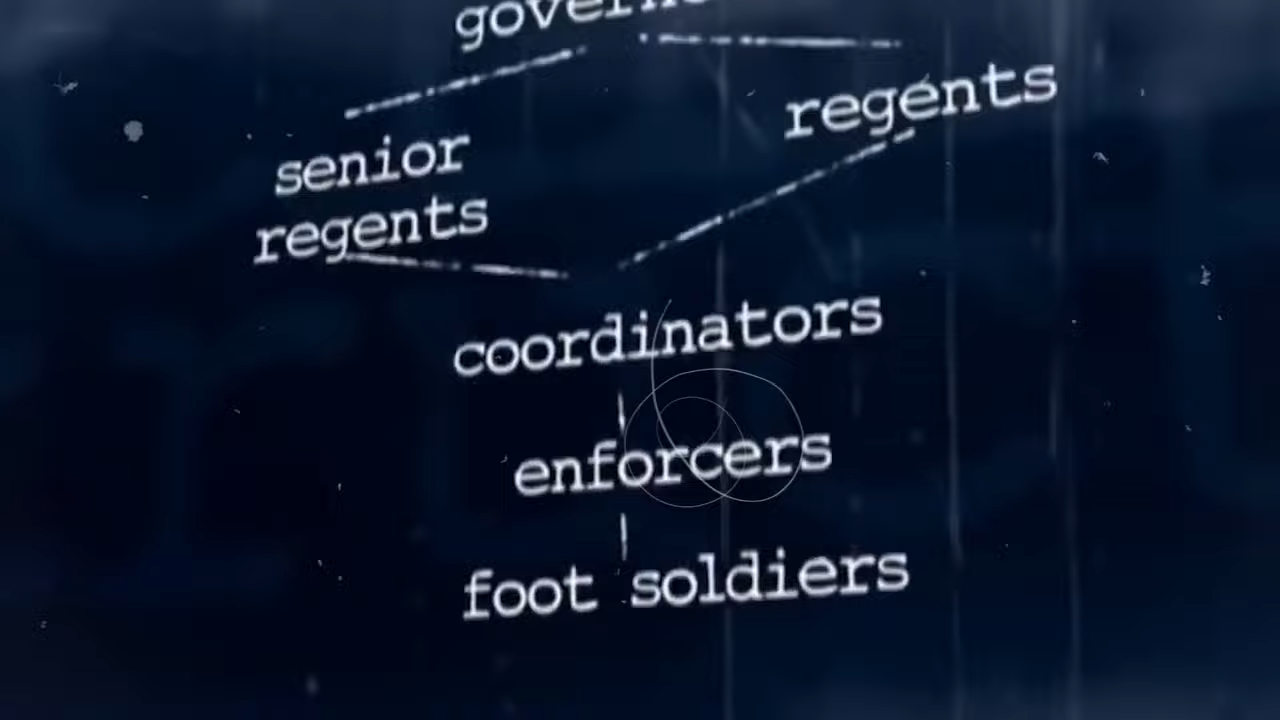 senior
regents
regents
coordinators
enforcers
foot soldiers